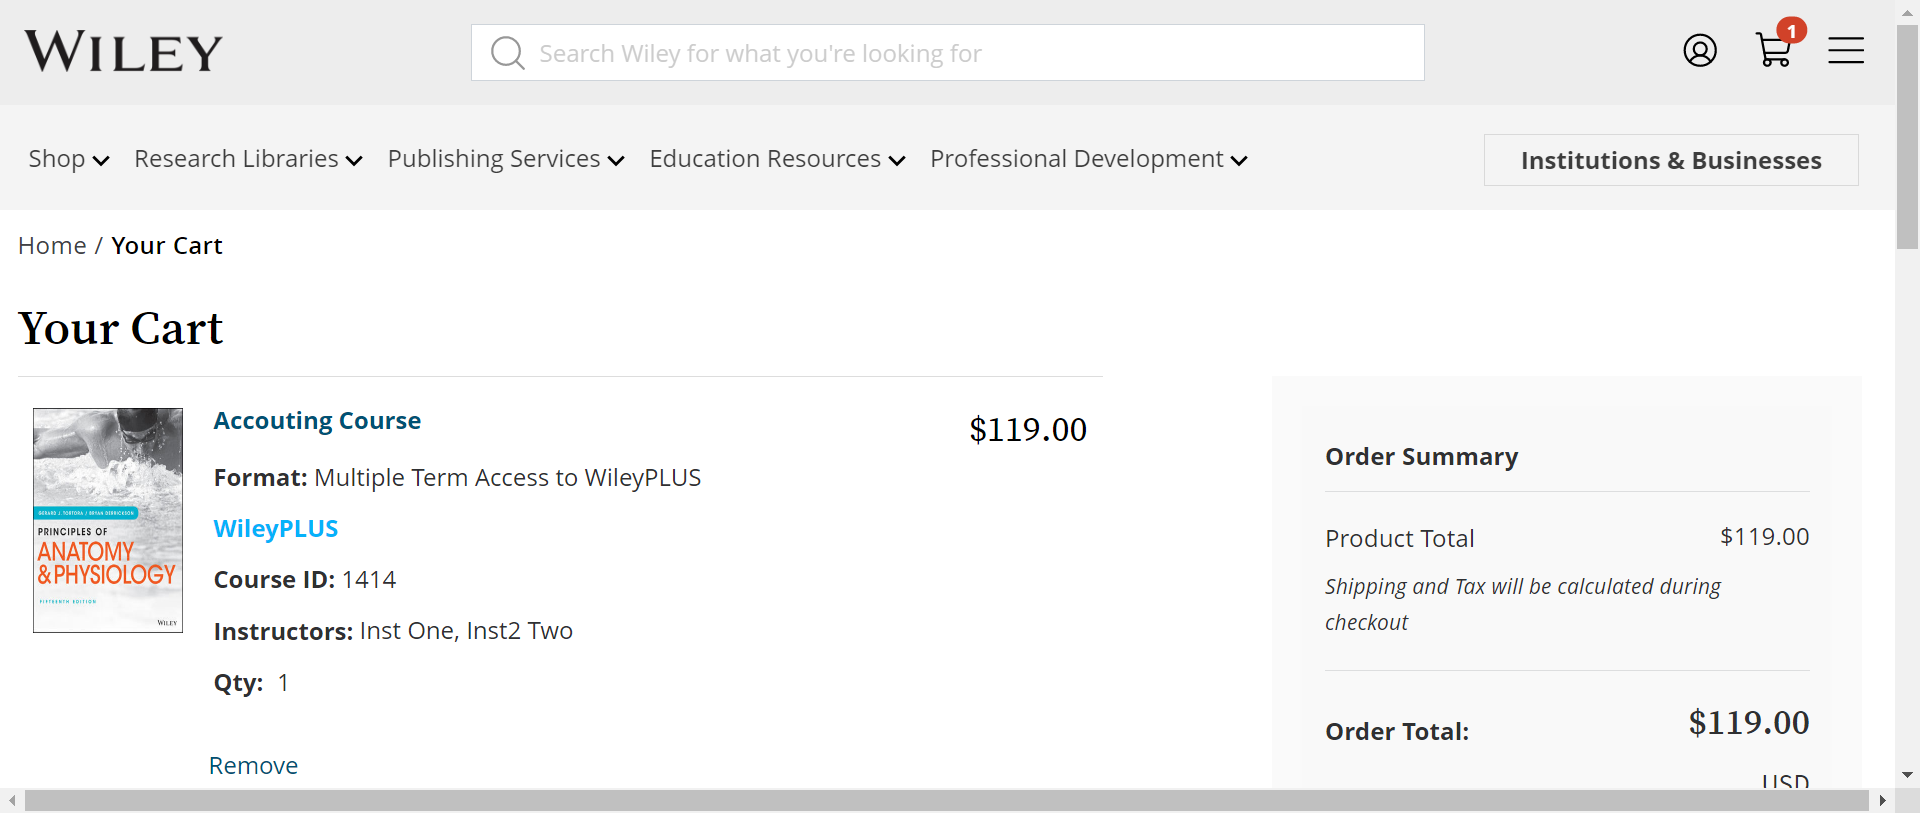 WILEY
Search Wiley for what you're looking for
1
Shop
Research Libraries
Publishing Services
Education Resources
Professional Development
Institutions & Businesses
Home / Your Cart
Your Cart
GERARD J. TORTORA / BRYAN DERRICKSON
PRINCIPLES OF
ANATOMY
& PHYSIOLOGY
FIFTEENTH EDITION
WILEY
Accouting Course
$119.00
Format: Multiple Term Access to WileyPLUS
WileyPLUS
Course ID: 1414
Instructors: Inst One, Inst2 Two
Qty: 1
Remove
Order Summary
Product Total $119.00
Shipping and Tax will be calculated during
checkout
Order Total: $119.00
USD